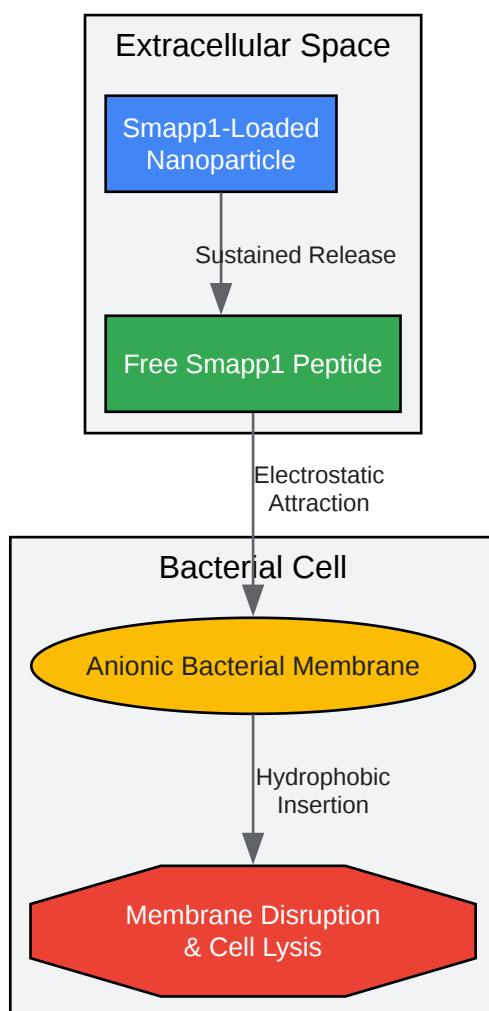 Extracellular Space
Smapp1-Loaded
Nanoparticle
Sustained Release
Free Smapp1 Peptide
Electrostatic
Attraction
Bacterial Cell
Anionic Bacterial Membrane
Hydrophobic
Insertion
Membrane Disruption
& Cell Lysis